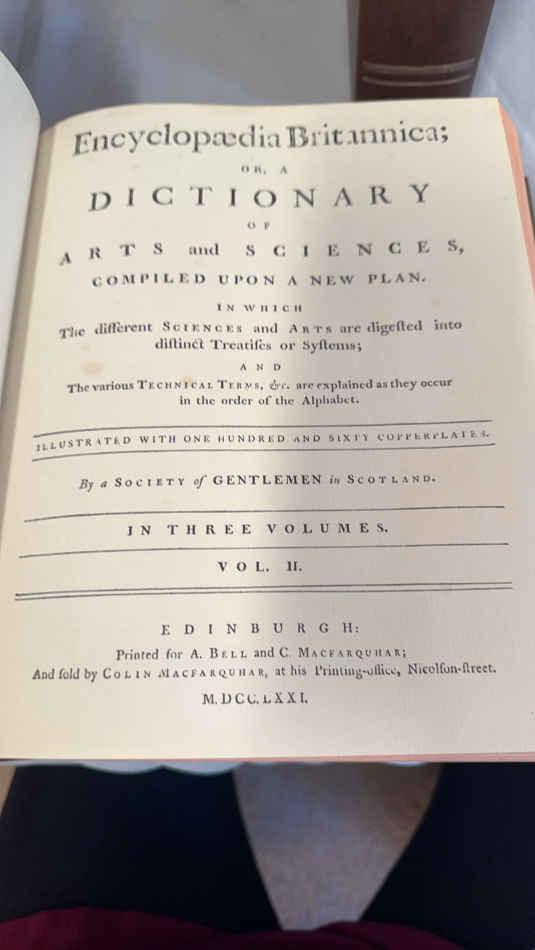 Encyclopædia Britannica;
OR, A
DICTIONARY
OF
ARTS and SCIENCES,
COMPILED UPON A NEW PLAN.
IN WHICH
The different SCIENCES and ARTS are digeſted into
diſtinct Treatiſes or Syſtems;
AND
The various TECHNICAL TERMS, &c. are explained as they occur
in the order of the Alphabet.
ILLUSTRATED WITH ONE HUNDRED AND SIXTY COPPERPLATES.
By a SOCIETY of GENTLEMEN in SCOTLAND.
IN THREE VOLUMES.
VOL. II.
EDINBURGH:
Printed for A. BELL and C. MACFARQUHAR;
And ſold by COLIN MACFARQUHAR, at his Printing-office, Nicolſon-ſtreet.
M.DCC.LXXI.